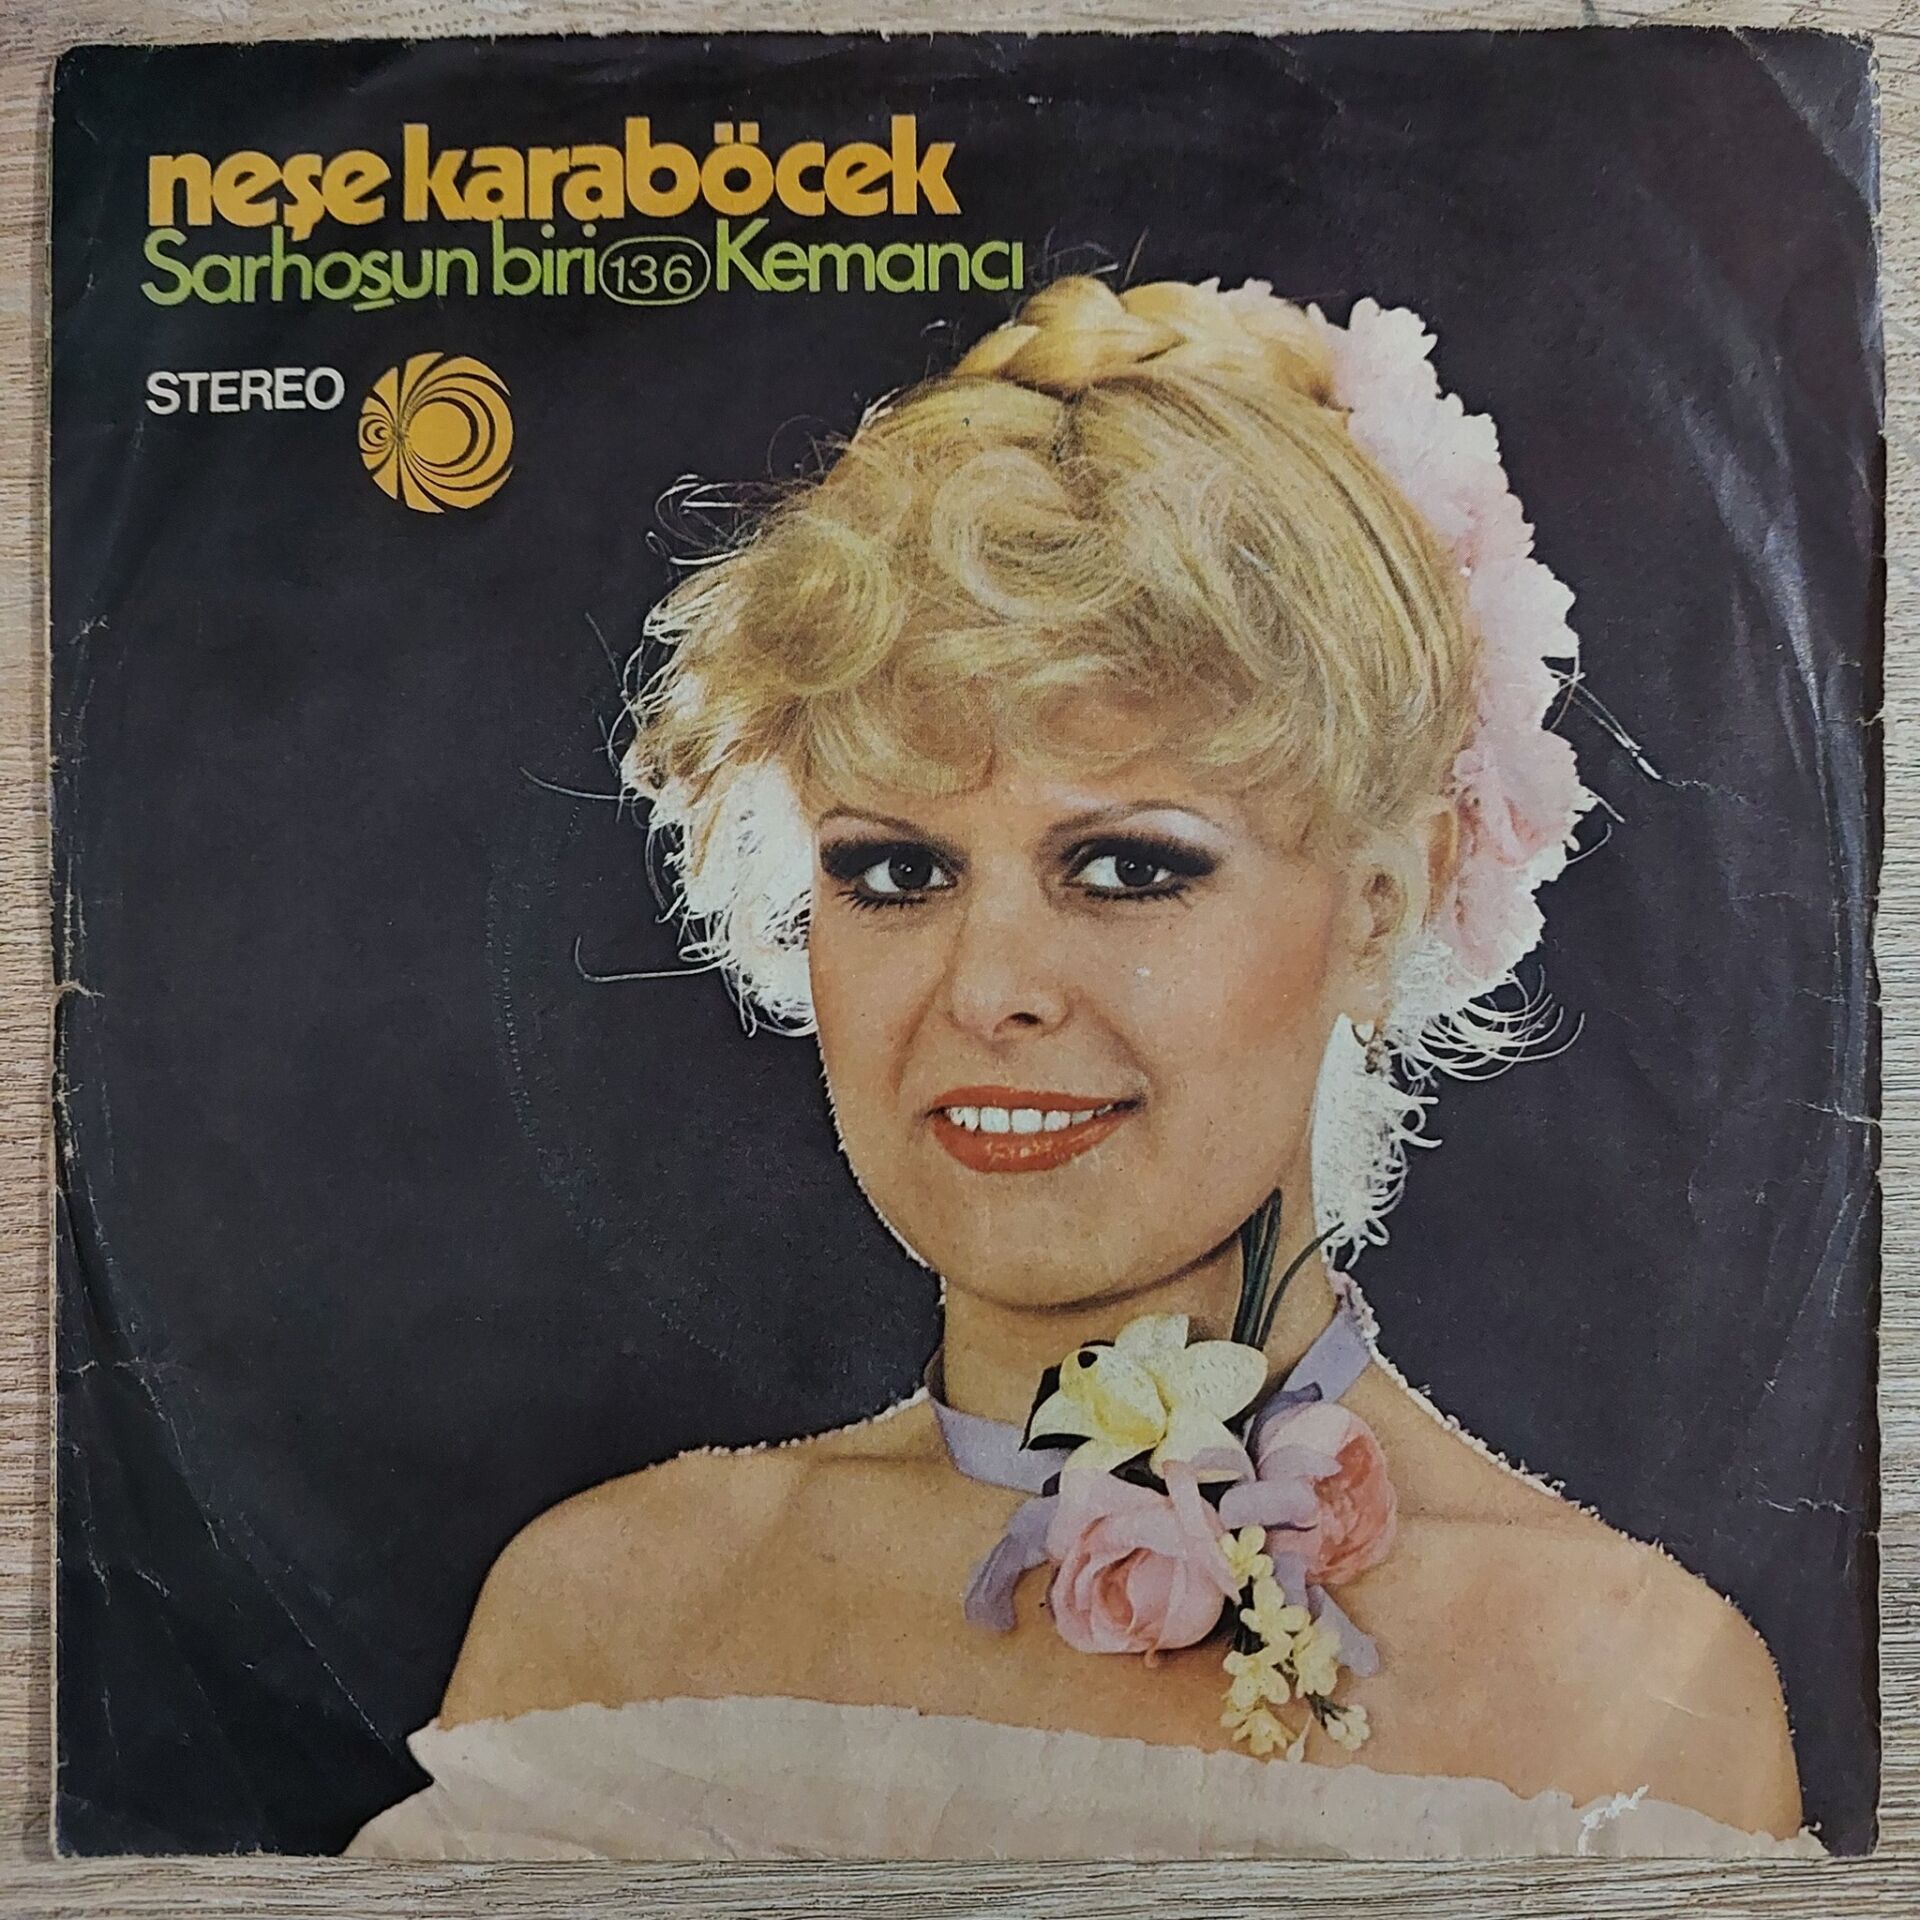 neşe karaböcek
Sarhoşun biri 136 Kemancı
STEREO